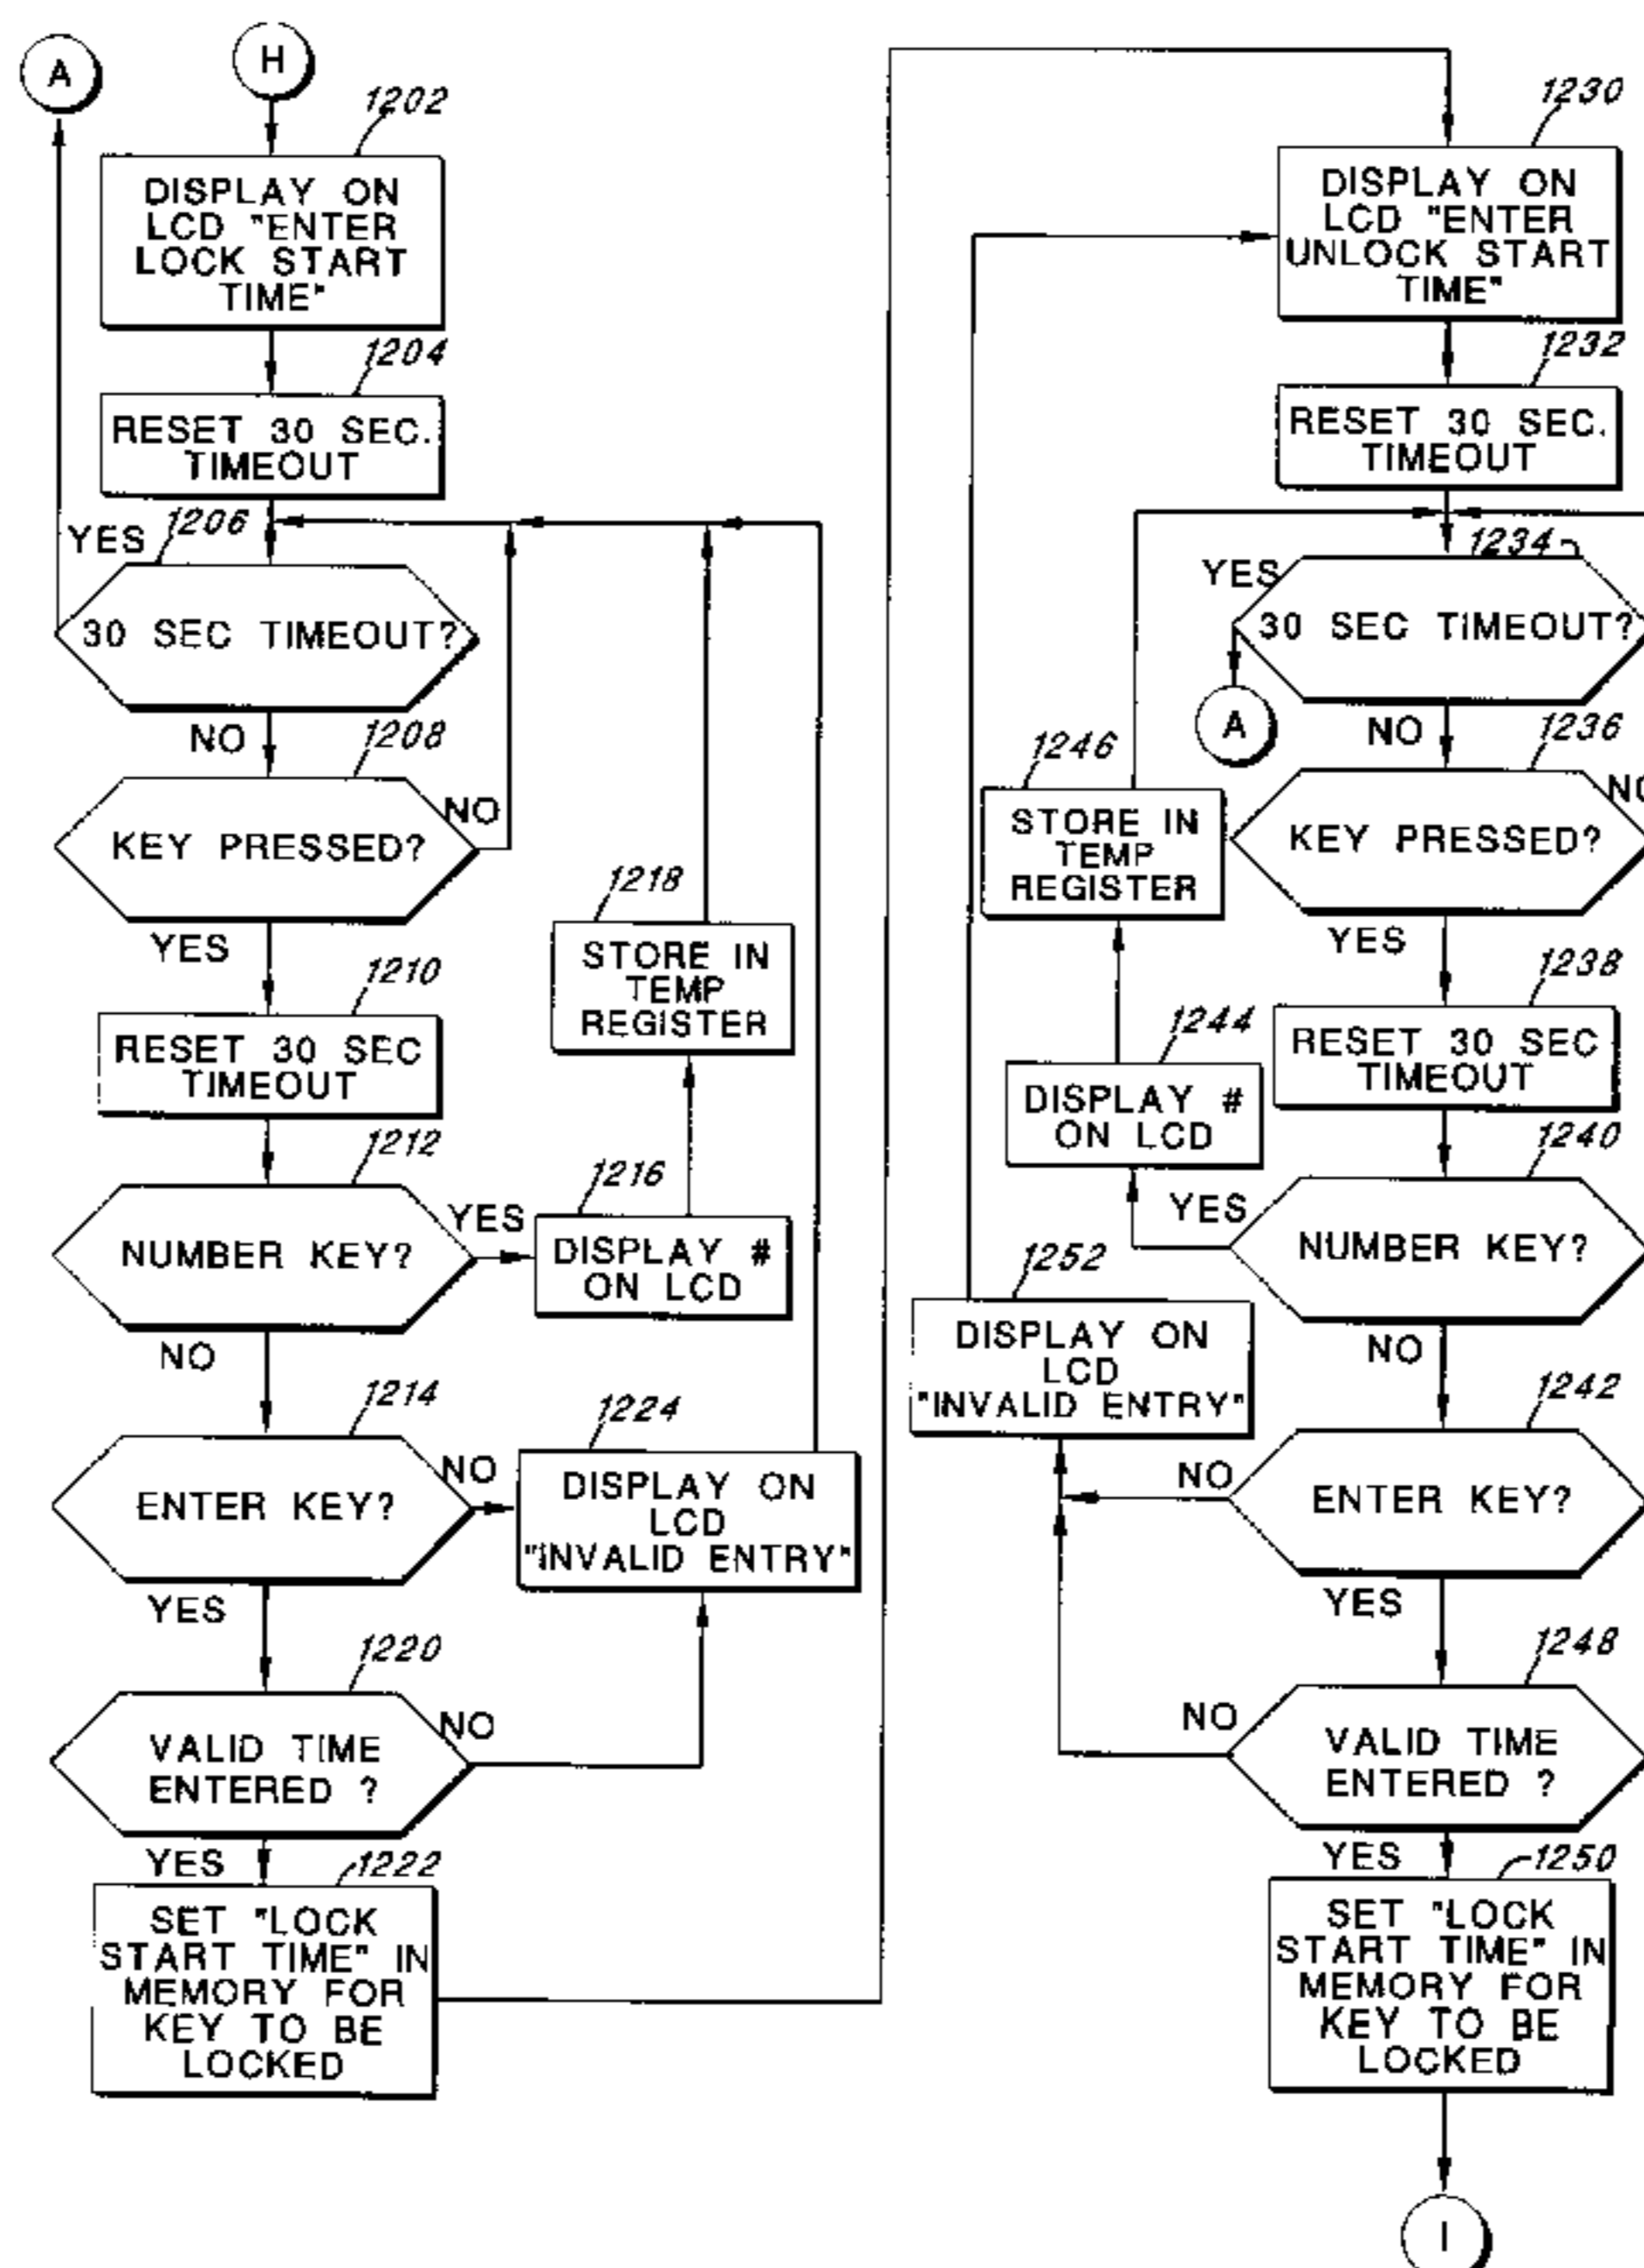 A
H
1202
DISPLAY ON
LCD "ENTER
LOCK START
TIME"
1204
RESET 30 SEC.
TIMEOUT
YES
1206
30 SEC TIMEOUT?
NO
1208
KEY PRESSED?
NO
YES
1210
RESET 30 SEC
TIMEOUT
1212
NUMBER KEY?
YES
1216
DISPLAY #
ON LCD
1218
STORE IN
TEMP
REGISTER
NO
1214
ENTER KEY?
NO
1224
DISPLAY ON
LCD
"INVALID ENTRY"
YES
1220
VALID TIME
ENTERED ?
NO
YES
1222
SET "LOCK
START TIME" IN
MEMORY FOR
KEY TO BE
LOCKED
1230
DISPLAY ON
LCD "ENTER
UNLOCK START
TIME"
1232
RESET 30 SEC.
TIMEOUT
1234
YES
30 SEC TIMEOUT?
A
NO
1236
NO
KEY PRESSED?
YES
1238
RESET 30 SEC
TIMEOUT
1240
NUMBER KEY?
YES
1244
DISPLAY #
ON LCD
1246
STORE IN
TEMP
REGISTER
NO
1242
ENTER KEY?
NO
1252
DISPLAY ON
LCD
"INVALID ENTRY"
YES
1248
VALID TIME
ENTERED ?
NO
YES
1250
SET "LOCK
START TIME" IN
MEMORY FOR
KEY TO BE
LOCKED
I